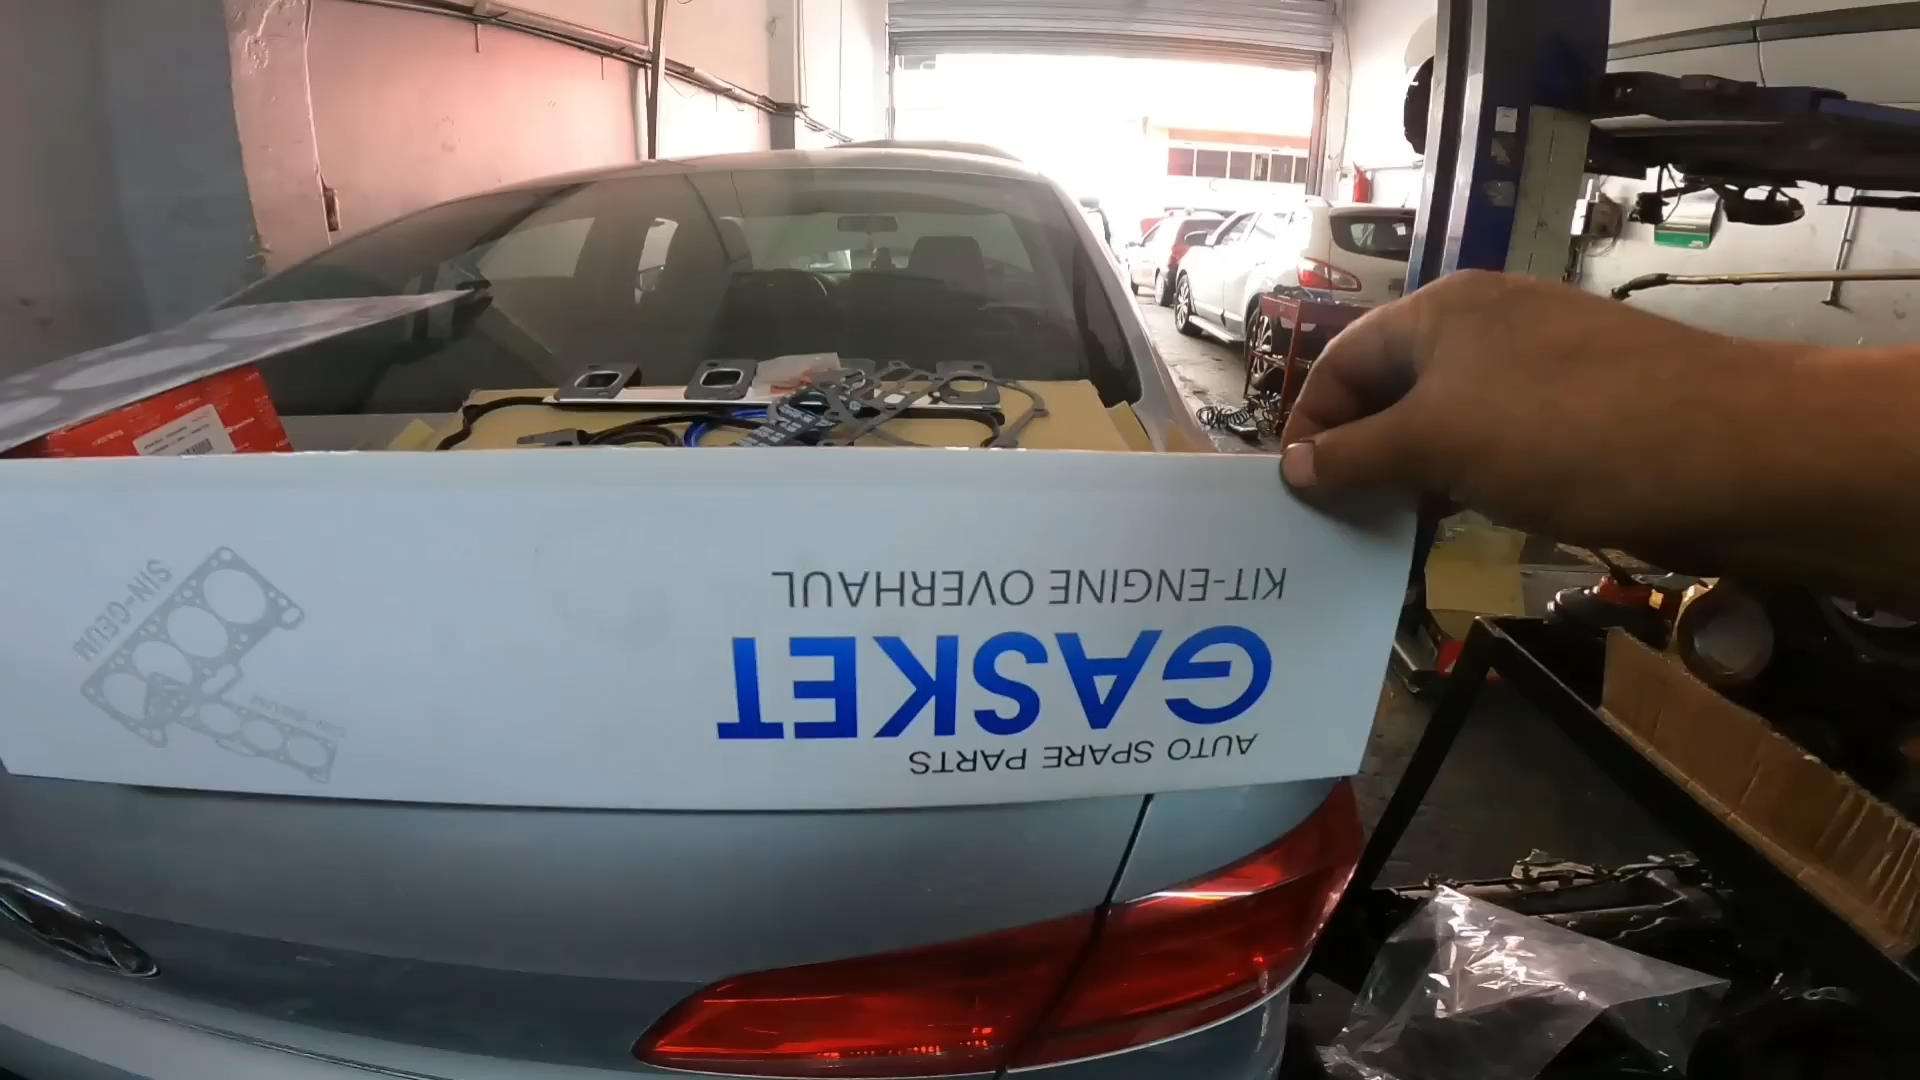 AUTO SPARE PARTS
GASKET
KIT-ENGINE OVERHAUL
SIN-GEUM